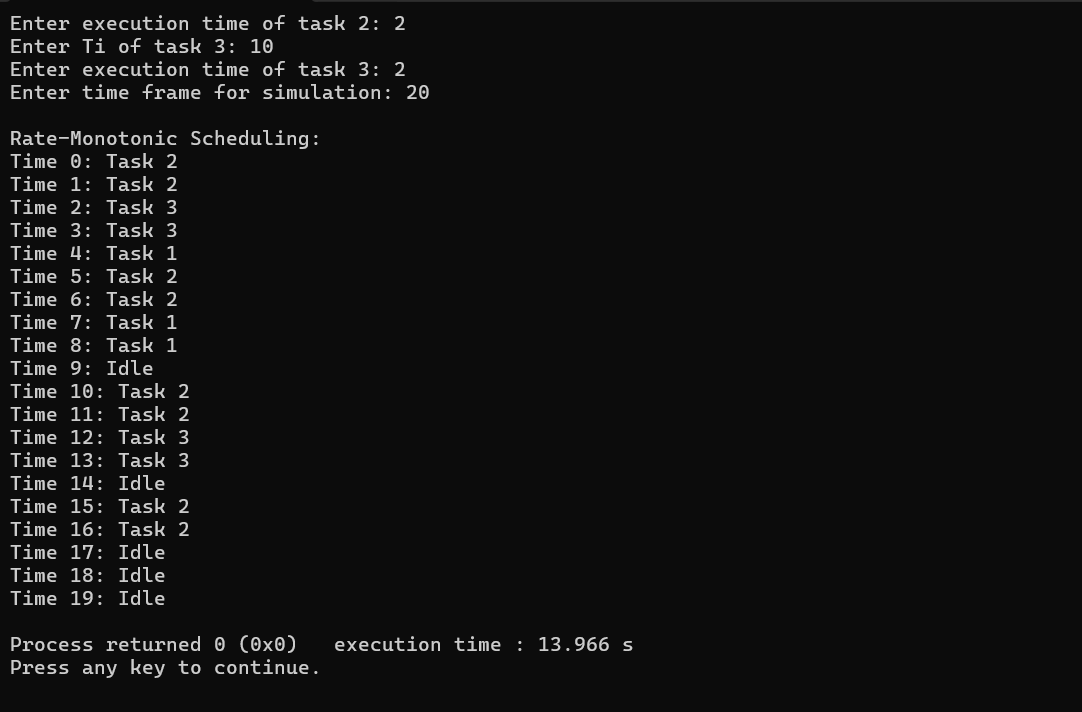 Enter execution time of task 2: 2
Enter Ti of task 3: 10
Enter execution time of task 3: 2
Enter time frame for simulation: 20
Rate-Monotonic Scheduling:
Time 0: Task 2
Time 1: Task 2
Time 2: Task 3
Time 3: Task 3
Time 4: Task 1
Time 5: Task 2
Time 6: Task 2
Time 7: Task 1
Time 8: Task 1
Time 9: Idle
Time 10: Task 2
Time 11: Task 2
Time 12: Task 3
Time 13: Task 3
Time 14: Idle
Time 15: Task 2
Time 16: Task 2
Time 17: Idle
Time 18: Idle
Time 19: Idle
Process returned 0 (0x0)   execution time : 13.966 s
Press any key to continue.